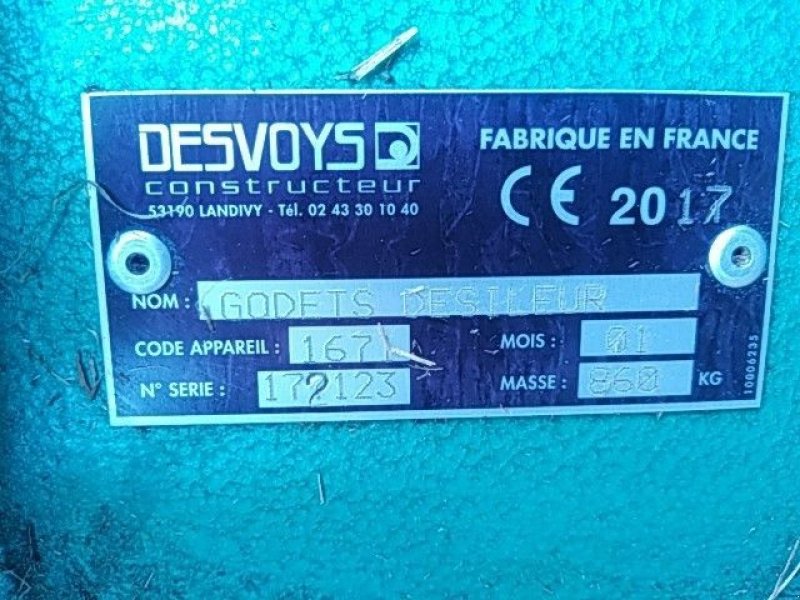 DESVOYS
constructeur
53190 LANDIVY - Tél. 02 43 30 10 40
FABRIQUE EN FRANCE
CE 2017
NOM : GODETS DESILEUR
CODE APPAREIL : 1671
MOIS : 01
N° SERIE :
MASSE : 860 KG
10006235